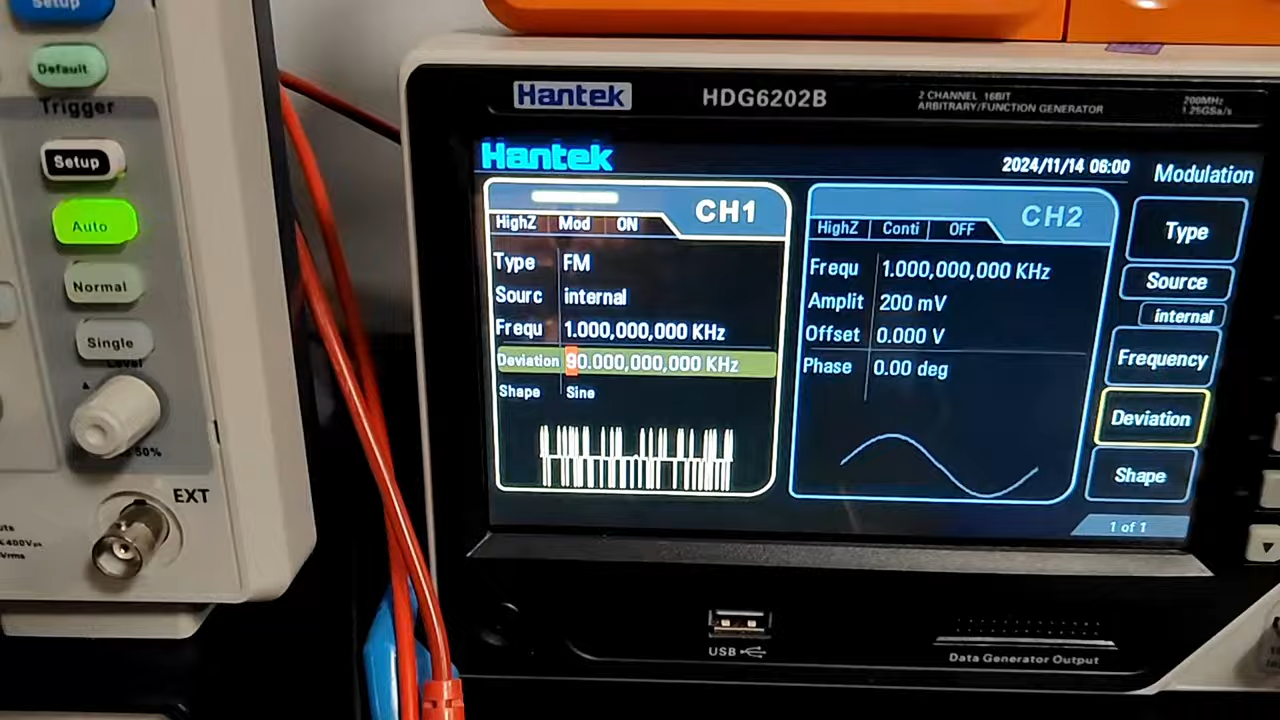 Setup
Default
Trigger
Setup
Auto
Normal
Single
Level
50%
EXT
Hantek
HDG6202B
2 CHANNEL 16BIT
ARBITRARY/FUNCTION GENERATOR
200MHz
1.25GSa/s
Hantek
2024/11/14 06:00
Modulation
CH1
HighZ Mod ON
Type FM
Sourc internal
Frequ 1.000,000,000 KHz
Deviation 90.000,000,000 KHz
Shape Sine
CH2
HighZ Conti OFF
Frequ 1.000,000,000 KHz
Amplit 200 mV
Offset 0.000 V
Phase 0.00 deg
Type
Source
internal
Frequency
Deviation
Shape
1 of 1
USB
Data Generator Output